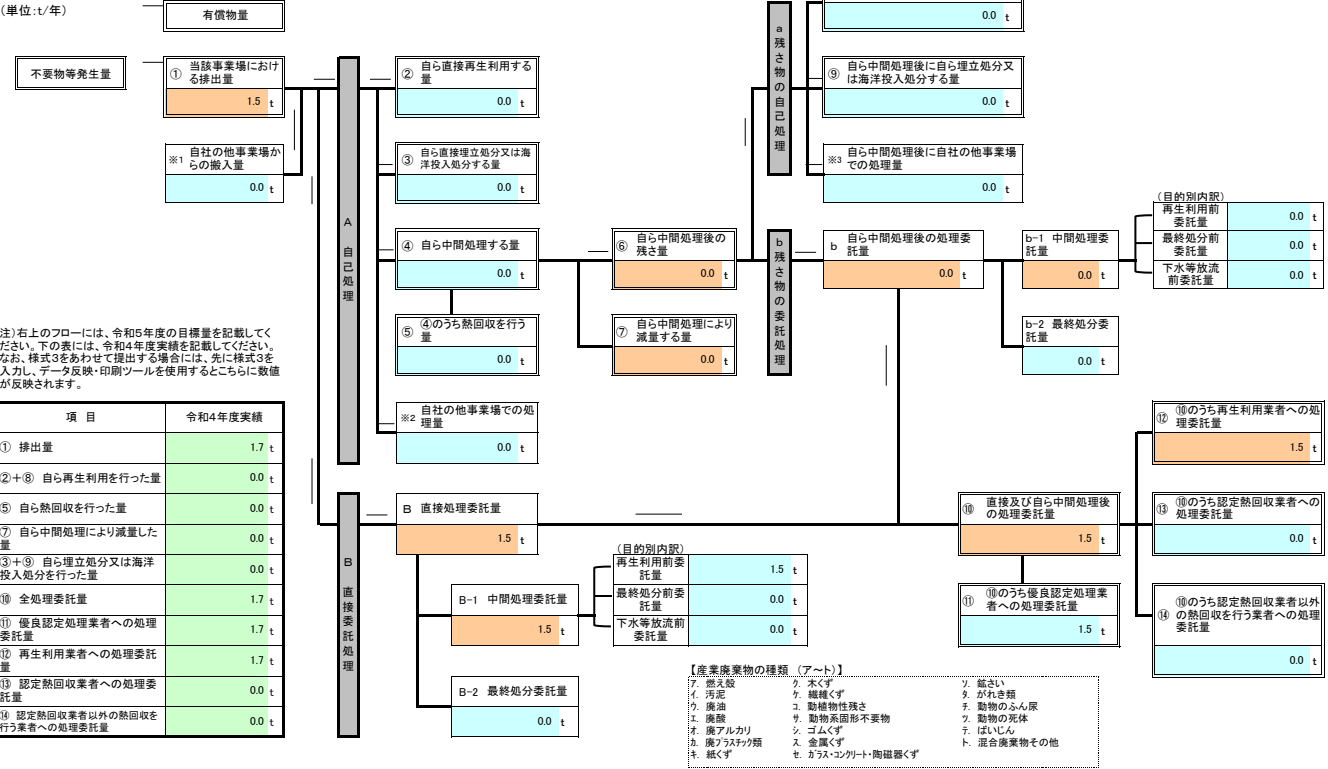 (単位:t/年)
有償物量
不要物等発生量
① 当該事業場におけ
る排出量
1.5 t
※1 自社の他事業場か
らの搬入量
0.0 t
A 自己処理
② 自ら直接再生利用する
量
0.0 t
③ 自ら直接埋立処分又は海
洋投入処分する量
0.0 t
④ 自ら中間処理する量
0.0 t
⑤ ④のうち熱回収を行う
量
0.0 t
※2 自社の他事業場での処
理量
0.0 t
⑥ 自ら中間処理後の
残さ量
0.0 t
⑦ 自ら中間処理により
減量する量
0.0 t
a 残さ物の自己処理
0.0 t
⑨ 自ら中間処理後に自ら埋立処分又
は海洋投入処分する量
0.0 t
※3 自ら中間処理後に自社の他事業場
での処理量
0.0 t
b 残さ物の委託処理
b 自ら中間処理後の処理委
託量
0.0 t
b-1 中間処理委
託量
0.0 t
b-2 最終処分委
託量
0.0 t
(目的別内訳)
再生利用前
委託量 0.0 t
最終処分前
委託量 0.0 t
下水等放流
前委託量 0.0 t
注)右上のフローには、令和5年度の目標量を記載してく
ださい。下の表には、令和4年度実績を記載してください。
なお、様式3をあわせて提出する場合には、先に様式3を
入力し、データ反映・印刷ツールを使用するとこちらに数値
が反映されます。
項 目 令和4年度実績
① 排出量 1.7 t
②+⑧ 自ら再生利用を行った量 0.0 t
⑤ 自ら熱回収を行った量 0.0 t
⑦ 自ら中間処理により減量した
量 0.0 t
③+⑨ 自ら埋立処分又は海洋
投入処分を行った量 0.0 t
⑩ 全処理委託量 1.7 t
⑪ 優良認定処理業者への処理
委託量 1.7 t
⑫ 再生利用業者への処理委託
量 1.7 t
⑬ 認定熱回収業者への処理委
託量 0.0 t
⑭ 認定熱回収業者以外の熱回収を
行う業者への処理委託量 0.0 t
B 直接委託処理
B 直接処理委託量
1.5 t
B-1 中間処理委託量
1.5 t
B-2 最終処分委託量
0.0 t
(目的別内訳)
再生利用前委
託量 1.5 t
最終処分前委
託量 0.0 t
下水等放流前
委託量 0.0 t
⑩ 直接及び自ら中間処理後
の処理委託量
1.5 t
⑪ ⑩のうち優良認定処理業
者への処理委託量
1.5 t
⑫ ⑩のうち再生利用業者への処
理委託量
1.5 t
⑬ ⑩のうち認定熱回収業者への
処理委託量
0.0 t
⑭ ⑩のうち認定熱回収業者以外
の熱回収を行う業者への処理
委託量
0.0 t
【産業廃棄物の種類 (ア~ト)】
ア. 燃え殻 ク. 木くず ソ. 鉱さい
イ. 汚泥 ケ. 繊維くず タ. がれき類
ウ. 廃油 コ. 動植物性残さ チ. 動物のふん尿
エ. 廃酸 サ. 動物系固形不要物 ツ. 動物の死体
オ. 廃アルカリ シ. ゴムくず テ. ばいじん
カ. 廃プラスチック類 ス. 金属くず ト. 混合廃棄物その他
キ. 紙くず セ. ガラス・コンクリート・陶磁器くず